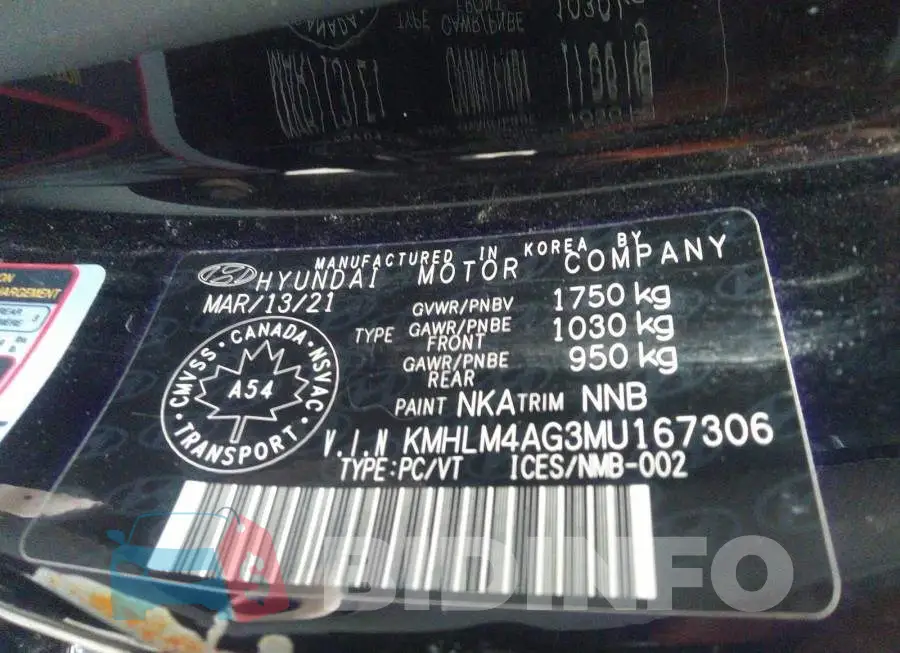 MANUFACTURED IN KOREA BY
HYUNDAI MOTOR COMPANY
MAR/13/21
GVWR/PNBV 1750 kg
TYPE GAWR/PNBE FRONT 1030 kg
GAWR/PNBE REAR 950 kg
CANADA
CMVSS NSVAC
A54
TRANSPORT
PAINT NKA TRIM NNB
V.I.N KMHLM4AG3MU167306
TYPE:PC/VT ICES/NMB-002
CHARGEMENT
REAR
BIDINFO